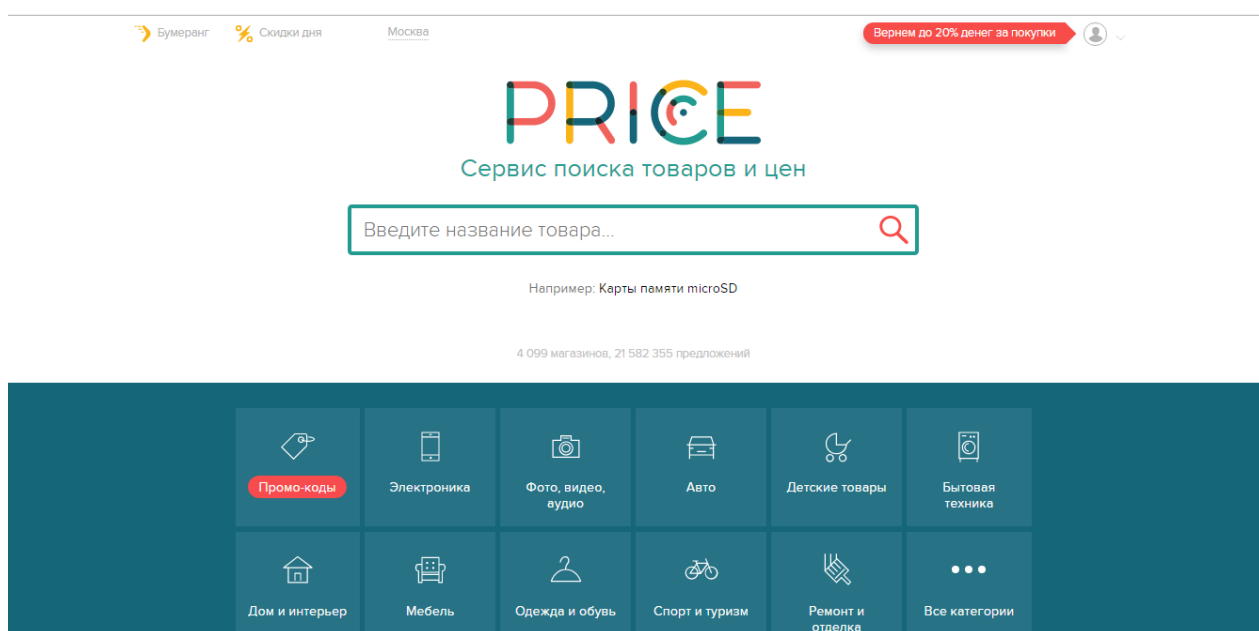 Бумеранг
Скидки дня
Москва
Вернем до 20% денег за покупки
PRICE
Сервис поиска товаров и цен
Введите название товара...
Например: Карты памяти microSD
4 099 магазинов, 21 582 355 предложений
Промо-коды
Электроника
Фото, видео,
аудио
Авто
Детские товары
Бытовая
техника
Дом и интерьер
Мебель
Одежда и обувь
Спорт и туризм
Ремонт и
отделка
Все категории